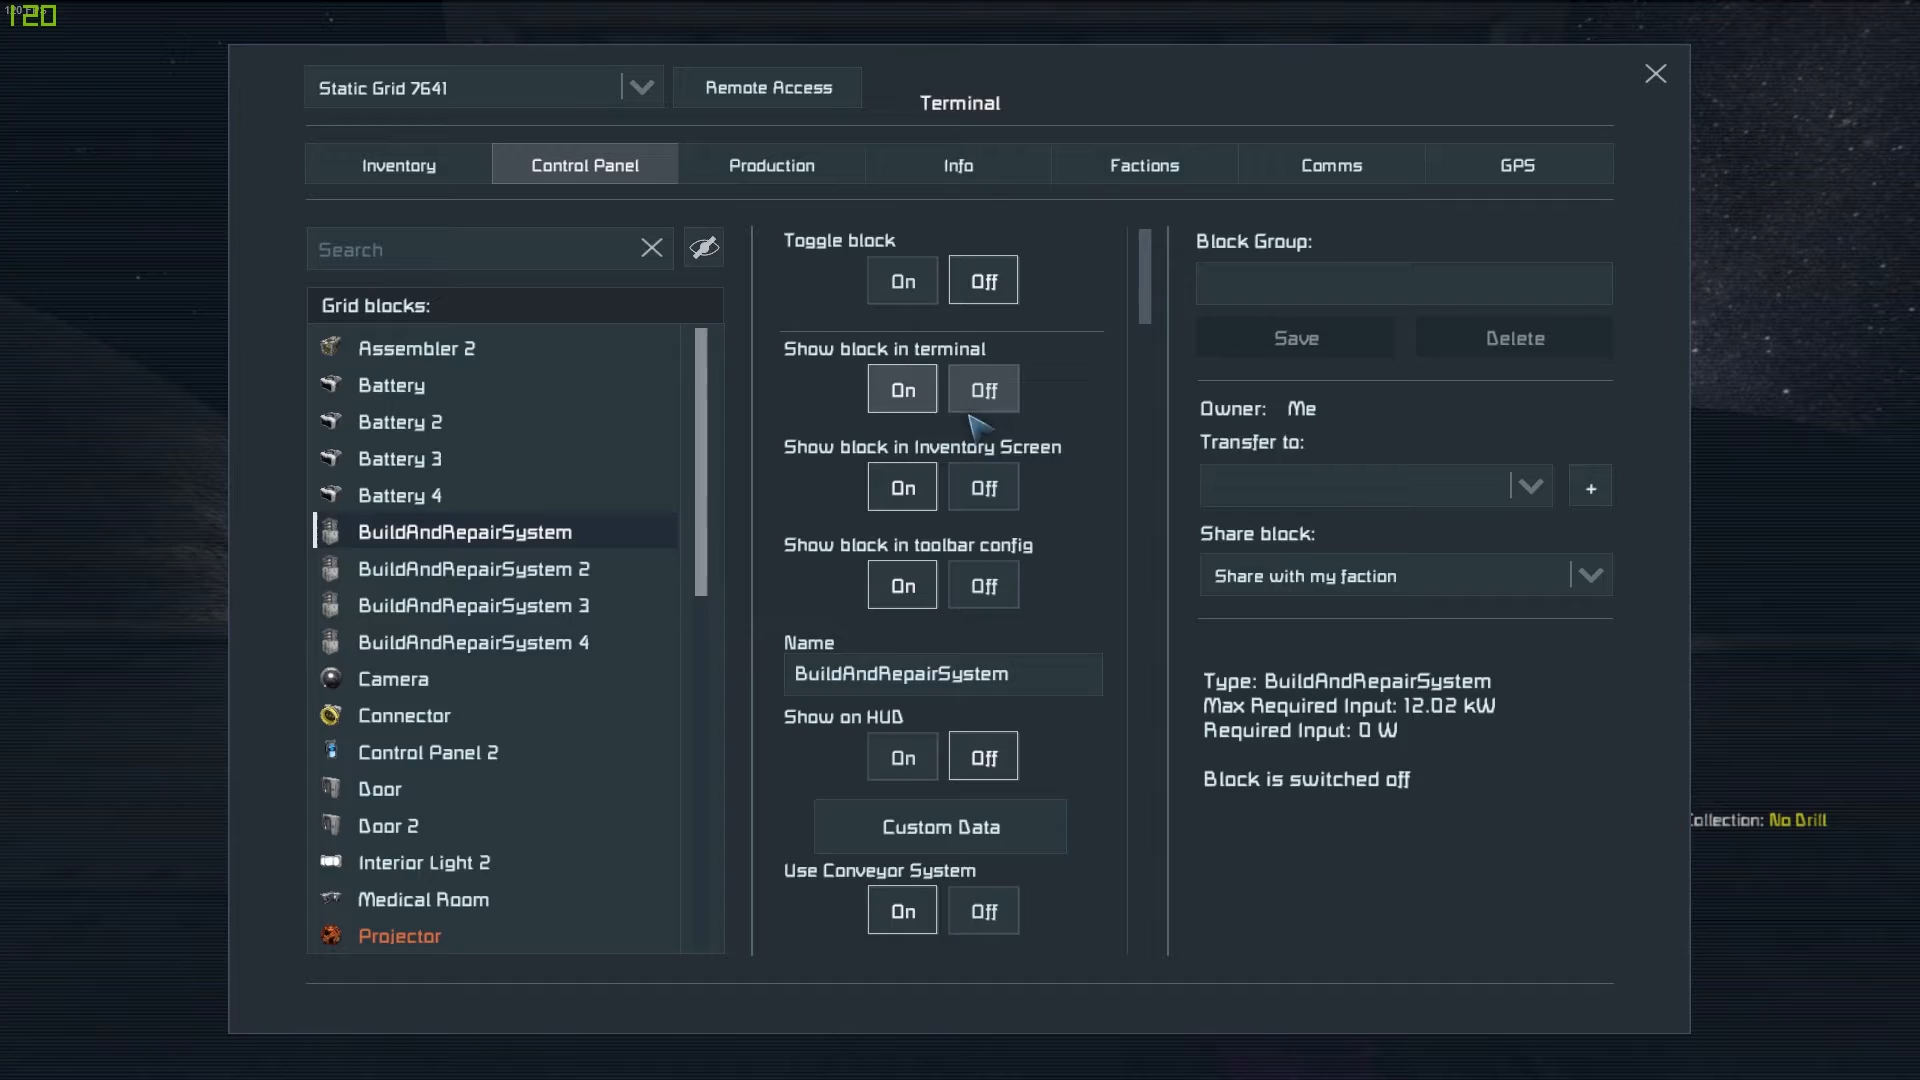 120
Static Grid 7641
Remote Access
Terminal
Inventory
Control Panel
Production
Info
Factions
Comms
GPS
Search
Grid blocks:
Assembler 2
Battery
Battery 2
Battery 3
Battery 4
BuildAndRepairSystem
BuildAndRepairSystem 2
BuildAndRepairSystem 3
BuildAndRepairSystem 4
Camera
Connector
Control Panel 2
Door
Door 2
Interior Light 2
Medical Room
Projector
Toggle block
On Off
Show block in terminal
On Off
Show block in Inventory Screen
On Off
Show block in toolbar config
On Off
Name
BuildAndRepairSystem
Show on HUD
On Off
Custom Data
Use Conveyor System
On Off
Block Group:
Save Delete
Owner: Me
Transfer to:
+
Share block:
Share with my faction
Type: BuildAndRepairSystem
Max Required Input: 12.02 kW
Required Input: 0 W
Block is switched off
Collection: No Drill